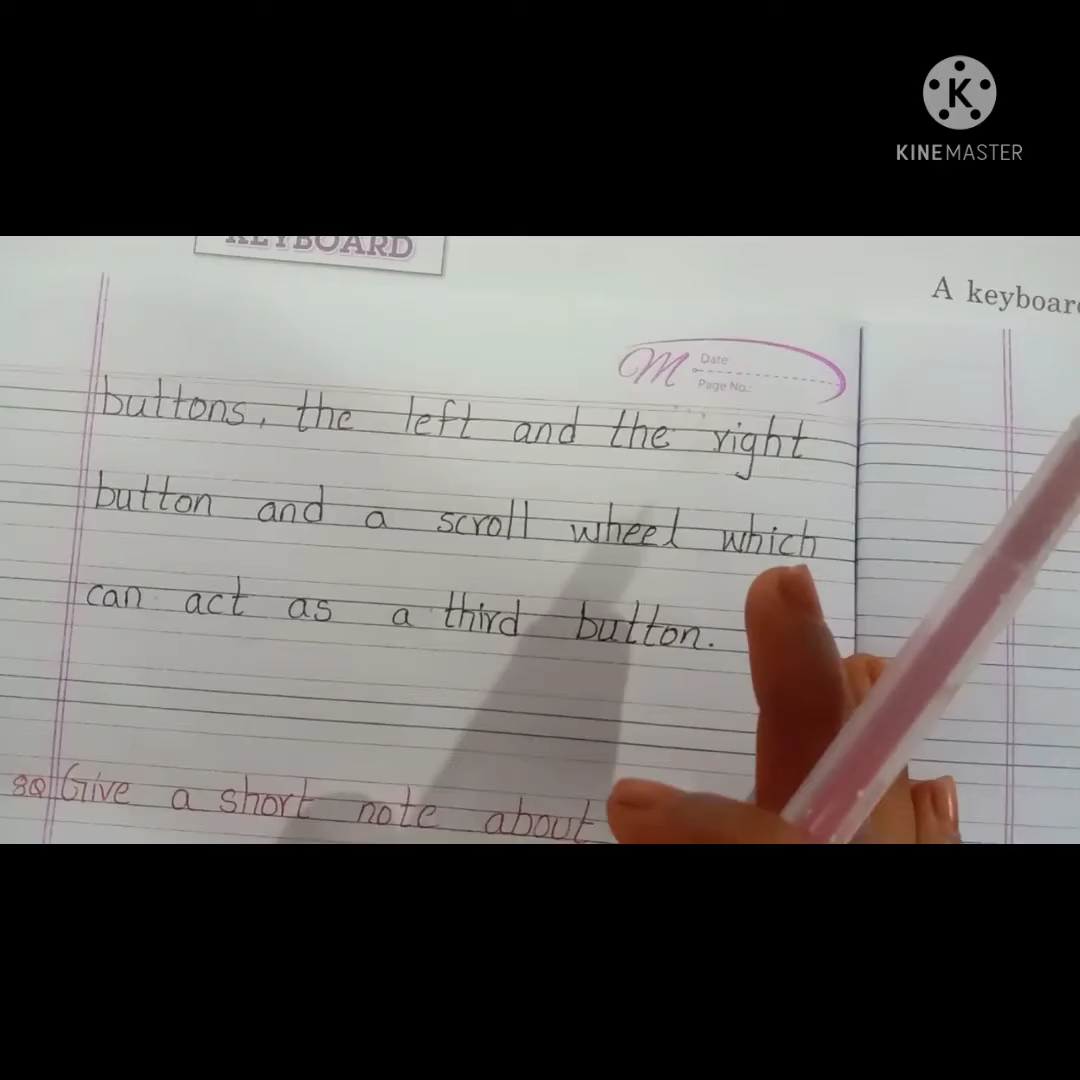 KINEMASTER
KEYBOARD
A keyboard
Date
Page No.:
buttons, the left and the right
button and a scroll wheel which
can act as a third button.
8Q Give a short note about